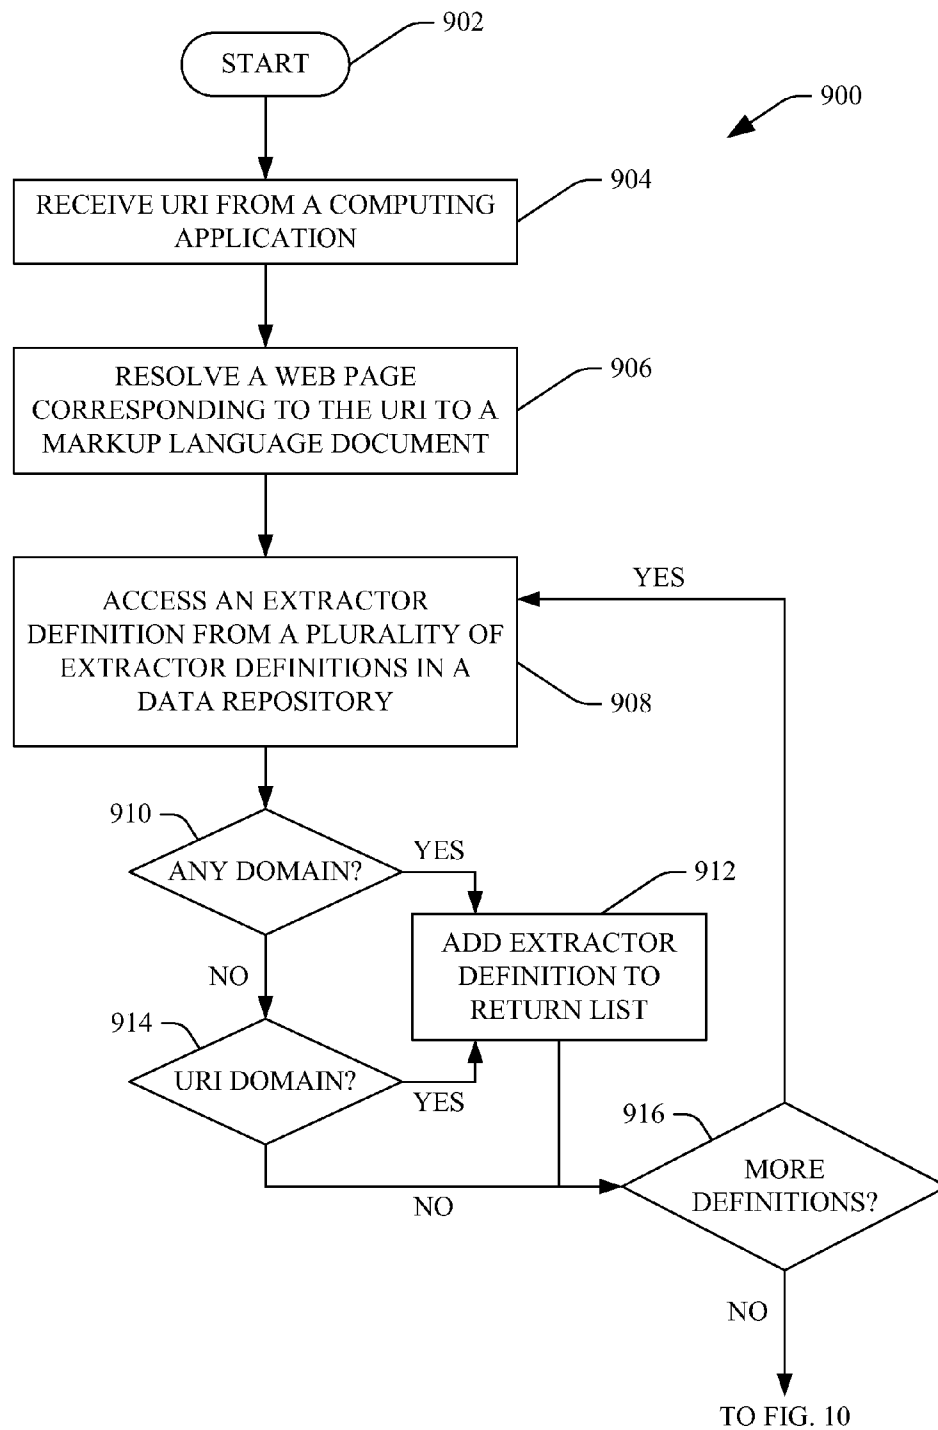 902
START
900
904
RECEIVE URI FROM A COMPUTING
APPLICATION
906
RESOLVE A WEB PAGE
CORRESPONDING TO THE URI TO A
MARKUP LANGUAGE DOCUMENT
YES
ACCESS AN EXTRACTOR
DEFINITION FROM A PLURALITY OF
EXTRACTOR DEFINITIONS IN A
DATA REPOSITORY
908
910
ANY DOMAIN?
YES
912
ADD EXTRACTOR
DEFINITION TO
RETURN LIST
NO
914
URI DOMAIN?
YES
916
MORE
DEFINITIONS?
NO
NO
TO FIG. 10